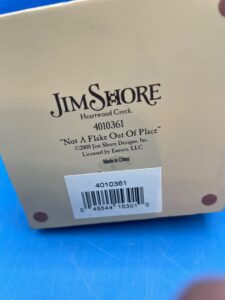 JIM SHORE
Heartwood Creek.
4010361
"Not A Flake Out Of Place"
©2009 Jim Shore Designs, Inc.
Licensed by Enesco, LLC
Made in China
4010361
0 45544 15301 0